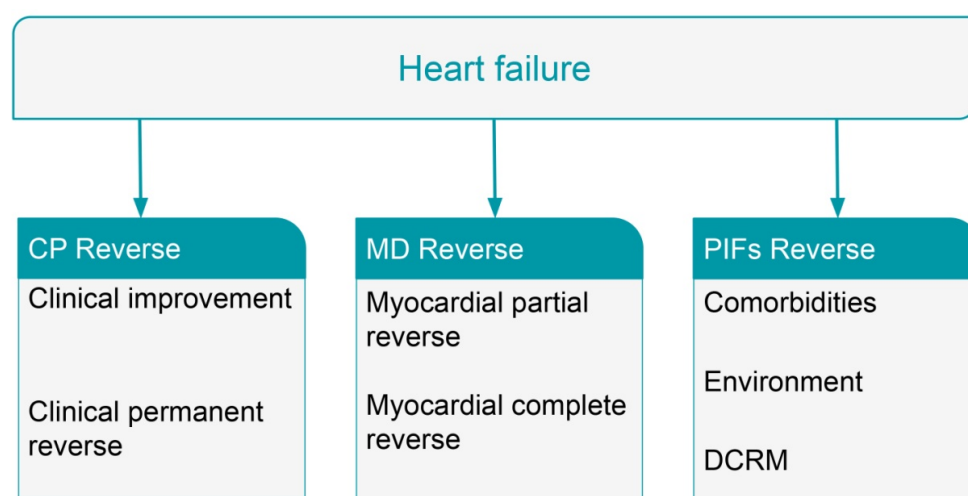 Heart failure
CP Reverse
Clinical improvement
Clinical permanent
reverse
MD Reverse
Myocardial partial
reverse
Myocardial complete
reverse
PIFs Reverse
Comorbidities
Environment
DCRM